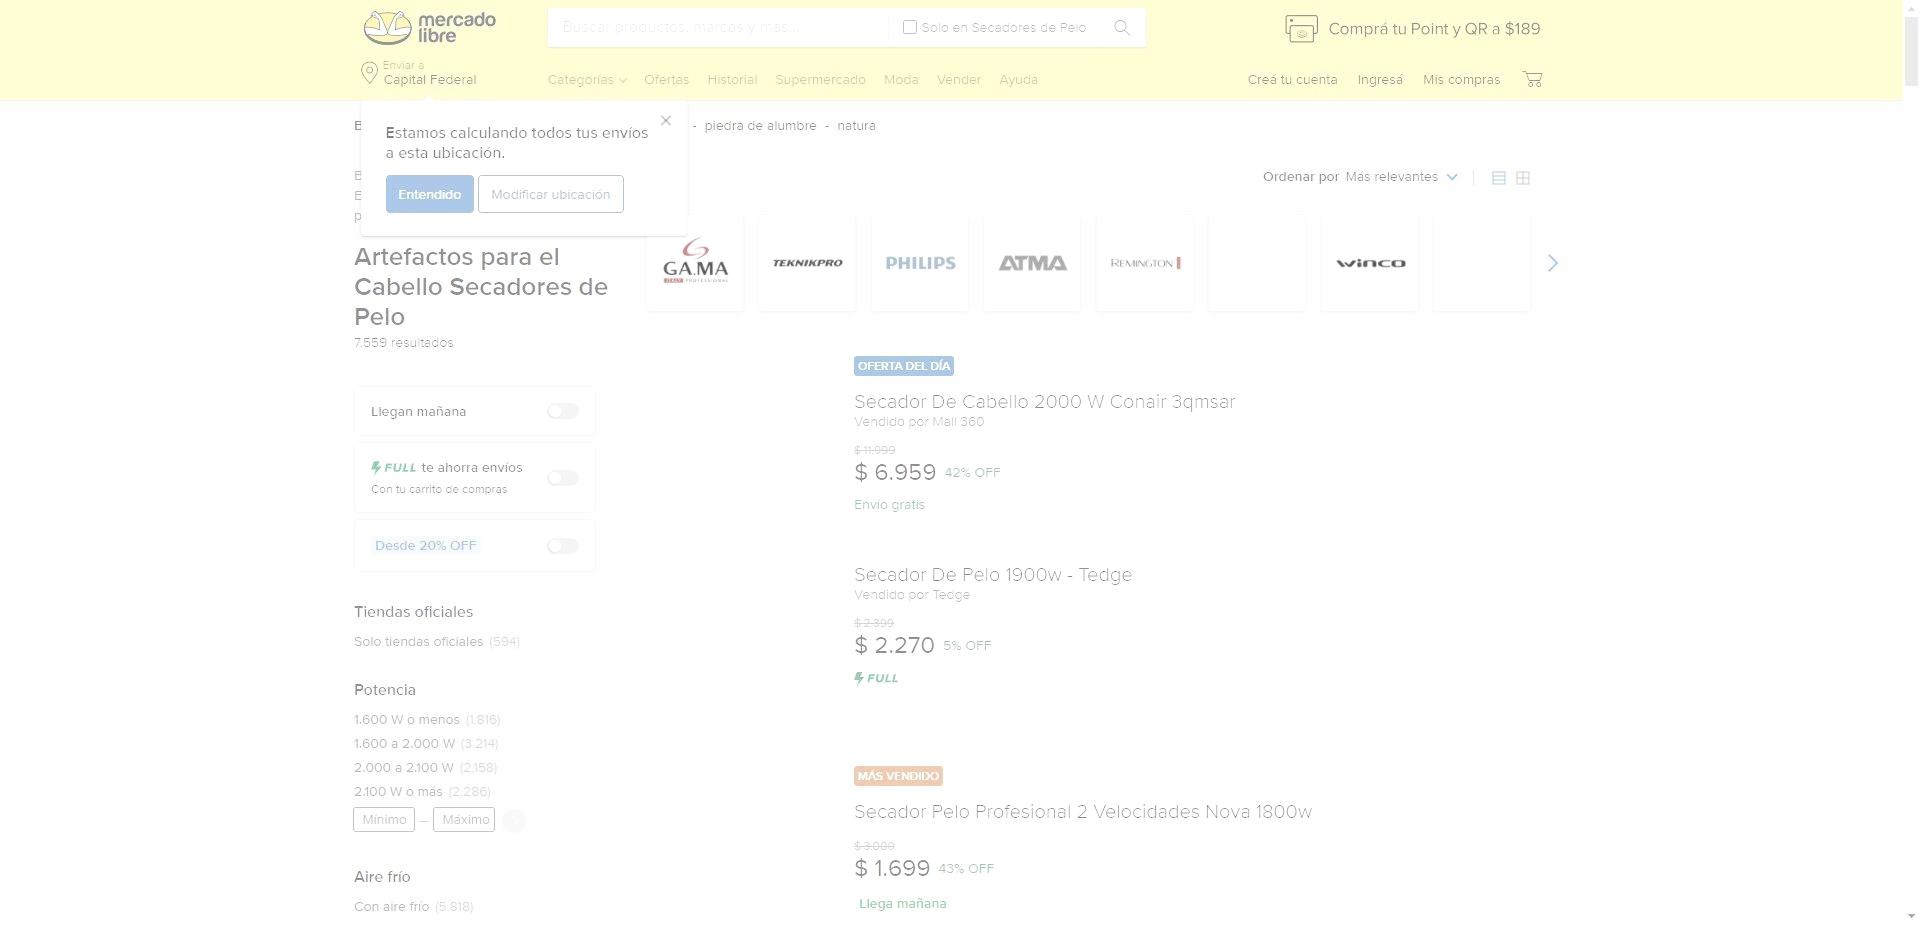 mercado
libre
Buscar productos, marcas y más...
Solo en Secadores de Pelo
Comprá tu Point y QR a $189
Enviar a
Capital Federal
Categorías
Ofertas
Historial
Supermercado
Moda
Vender
Ayuda
Creá tu cuenta
Ingresá
Mis compras
- piedra de alumbre - natura
Estamos calculando todos tus envíos
a esta ubicación.
Entendido
Modificar ubicación
Ordenar por Más relevantes
Artefactos para el
Cabello Secadores de
Pelo
7.559 resultados
GA.MA
ITALY PROFESSIONAL
TEKNIKPRO
PHILIPS
ATMA
REMINGTON
WINCO
Llegan mañana
FULL te ahorra envíos
Con tu carrito de compras
Desde 20% OFF
Tiendas oficiales
Solo tiendas oficiales (594)
Potencia
1.600 W o menos (1.816)
1.600 a 2.000 W (3.214)
2.000 a 2.100 W (2.158)
2.100 W o más (2.286)
Mínimo – Máximo
Aire frío
Con aire frío (5.818)
OFERTA DEL DÍA
Secador De Cabello 2000 W Conair 3qmsar
Vendido por Mall 360
$ 11.999
$ 6.959 42% OFF
Envío gratis
Secador De Pelo 1900w - Tedge
Vendido por Tedge
$ 2.399
$ 2.270 5% OFF
FULL
MÁS VENDIDO
Secador Pelo Profesional 2 Velocidades Nova 1800w
$ 3.000
$ 1.699 43% OFF
Llega mañana